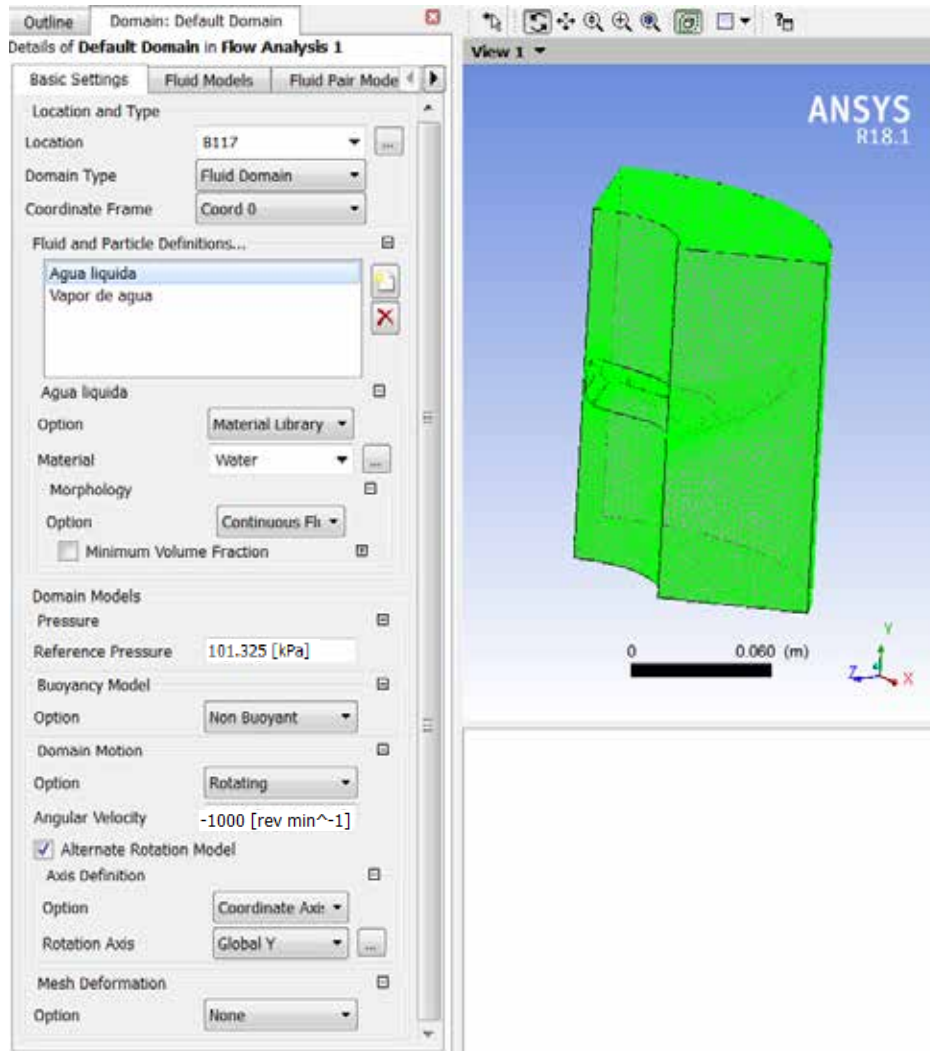 Outline Domain: Default Domain
Details of Default Domain in Flow Analysis 1
Basic Settings Fluid Models Fluid Pair Mode
Location and Type
Location B117 ...
Domain Type Fluid Domain
Coordinate Frame Coord 0
Fluid and Particle Definitions...
Agua liquida
Vapor de agua
Agua liquida
Option Material Library
Material Water ...
Morphology
Option Continuous Flu
Minimum Volume Fraction
Domain Models
Pressure
Reference Pressure 101.325 [kPa]
Buoyancy Model
Option Non Buoyant
Domain Motion
Option Rotating
Angular Velocity -1000 [rev min^-1]
Alternate Rotation Model
Axis Definition
Option Coordinate Axis
Rotation Axis Global Y ...
Mesh Deformation
Option None
View 1
ANSYS
R18.1
0 0.060 (m)
Y
Z X